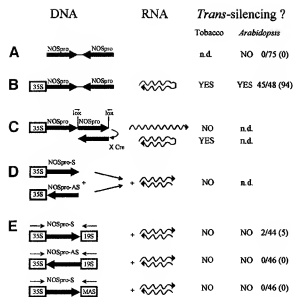 DNA RNA Trans-silencing ?
Tobacco Arabidopsis
A NOSpro NOSpro n.d. NO 0/75 (0)
B NOSpro NOSpro 35S YES YES 45/48 (94)
lox lox
C NOSpro NOSpro 35S NO n.d.
X Cre YES n.d.
NOSpro-S
D 35S + + NO n.d.
NOSpro-AS
35S
NOSpro-S
E 35S 19S + NO NO 2/44 (5)
NOSpro-AS
35S 19S + NO NO 0/46 (0)
NOSpro-S
35S MAS + NO NO 0/46 (0)